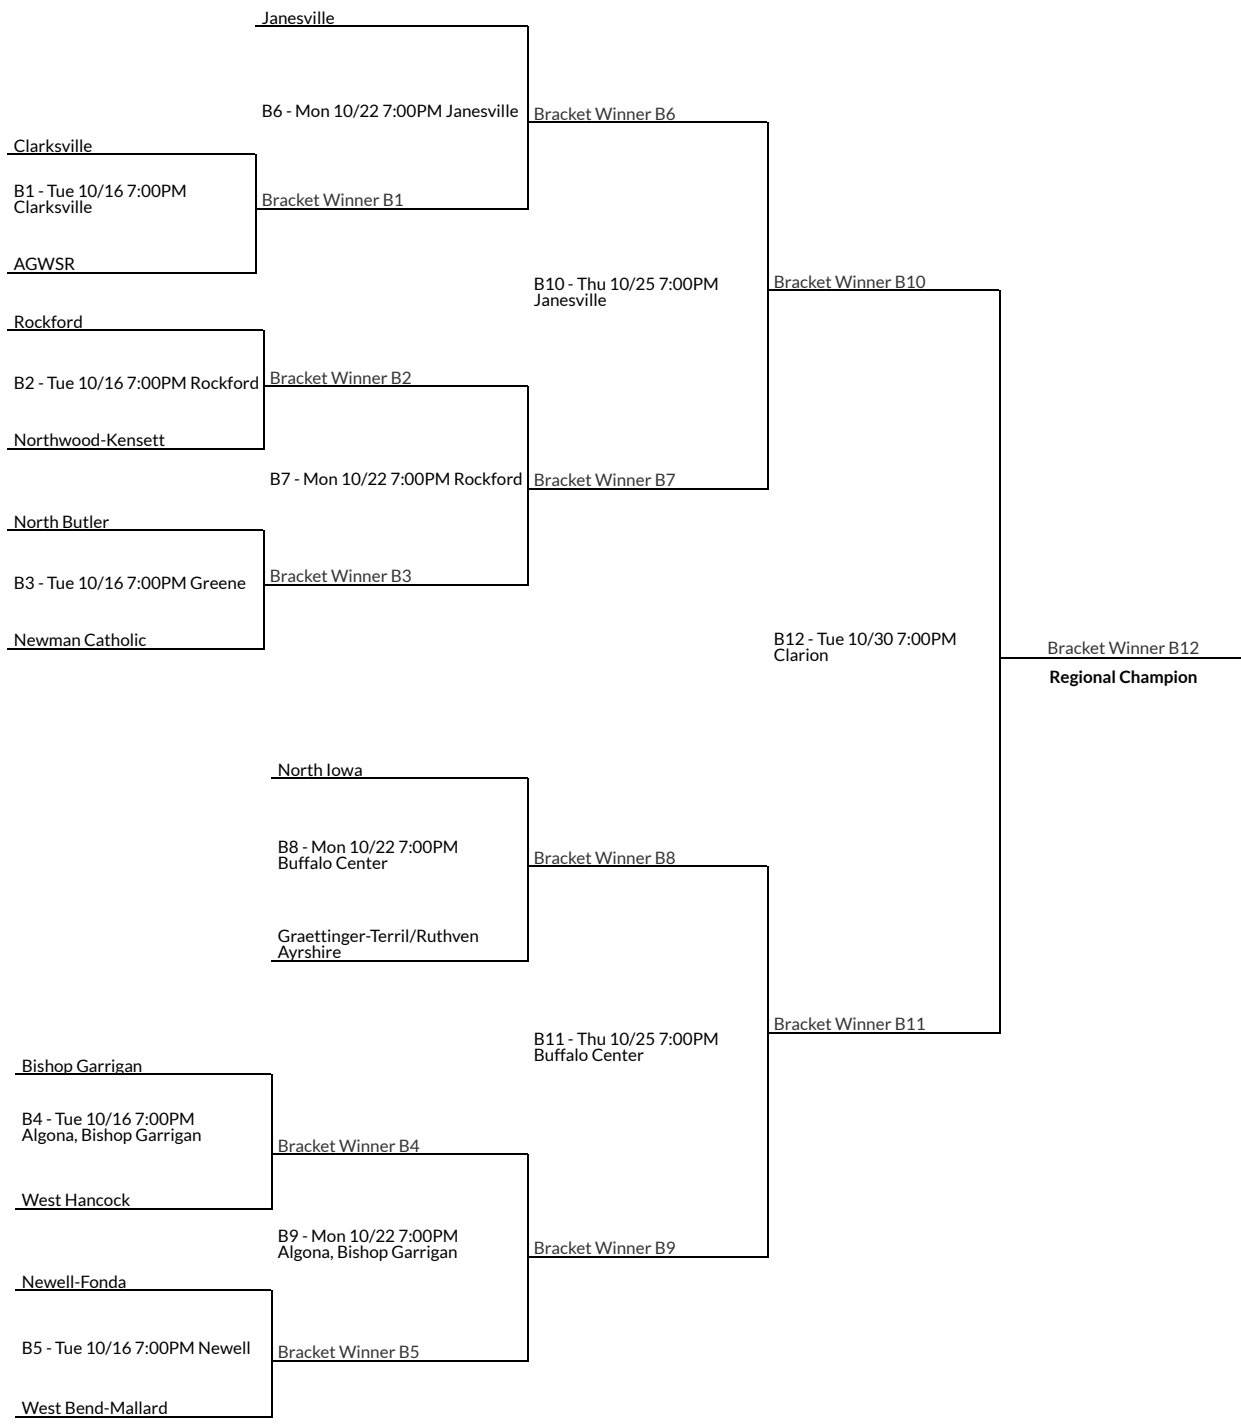 Janesville
B6 - Mon 10/22 7:00PM Janesville
Bracket Winner B6
Clarksville
B1 - Tue 10/16 7:00PM
Clarksville
Bracket Winner B1
AGWSR
B10 - Thu 10/25 7:00PM
Janesville
Bracket Winner B10
Rockford
B2 - Tue 10/16 7:00PM Rockford
Bracket Winner B2
Northwood-Kensett
B7 - Mon 10/22 7:00PM Rockford
Bracket Winner B7
North Butler
B3 - Tue 10/16 7:00PM Greene
Bracket Winner B3
Newman Catholic
B12 - Tue 10/30 7:00PM
Clarion
Bracket Winner B12
Regional Champion
North Iowa
B8 - Mon 10/22 7:00PM
Buffalo Center
Bracket Winner B8
Graettinger-Terril/Ruthven
Ayrshire
B11 - Thu 10/25 7:00PM
Buffalo Center
Bracket Winner B11
Bishop Garrigan
B4 - Tue 10/16 7:00PM
Algona, Bishop Garrigan
Bracket Winner B4
West Hancock
B9 - Mon 10/22 7:00PM
Algona, Bishop Garrigan
Bracket Winner B9
Newell-Fonda
B5 - Tue 10/16 7:00PM Newell
Bracket Winner B5
West Bend-Mallard